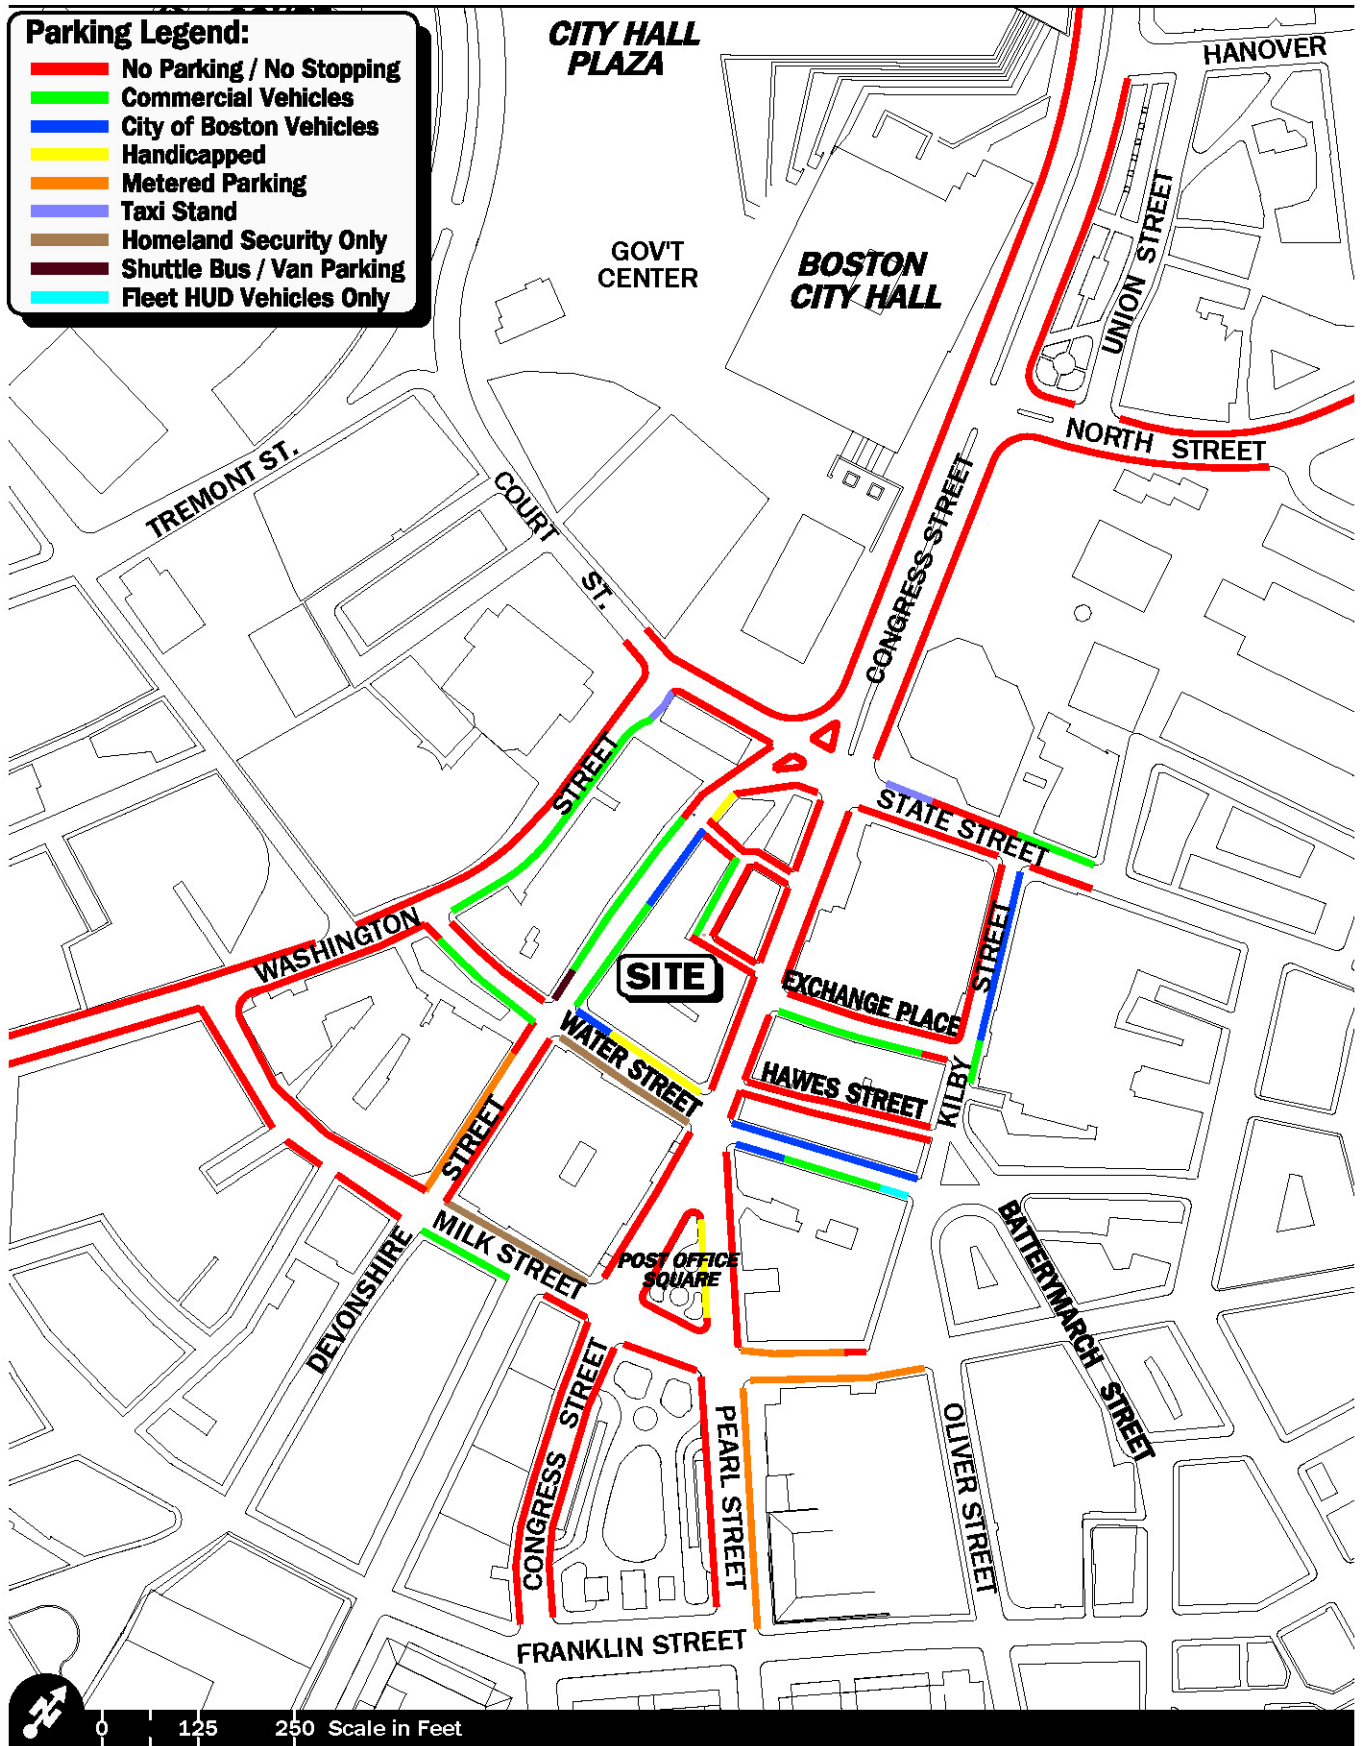 Parking Legend:
No Parking / No Stopping
Commercial Vehicles
City of Boston Vehicles
Handicapped
Metered Parking
Taxi Stand
Homeland Security Only
Shuttle Bus / Van Parking
Fleet HUD Vehicles Only
CITY HALL
PLAZA
HANOVER
GOV'T
CENTER
BOSTON
CITY HALL
UNION STREET
NORTH STREET
TREMONT ST.
COURT ST.
CONGRESS STREET
STREET
STATE STREET
WASHINGTON
SITE
STREET
EXCHANGE PLACE
WATER STREET
HAWES STREET
KILBY
STREET
MILK STREET
DEVONSHIRE
POST OFFICE
SQUARE
BATTERYMARCH STREET
CONGRESS STREET
PEARL STREET
OLIVER STREET
FRANKLIN STREET
N
0 125 250 Scale in Feet